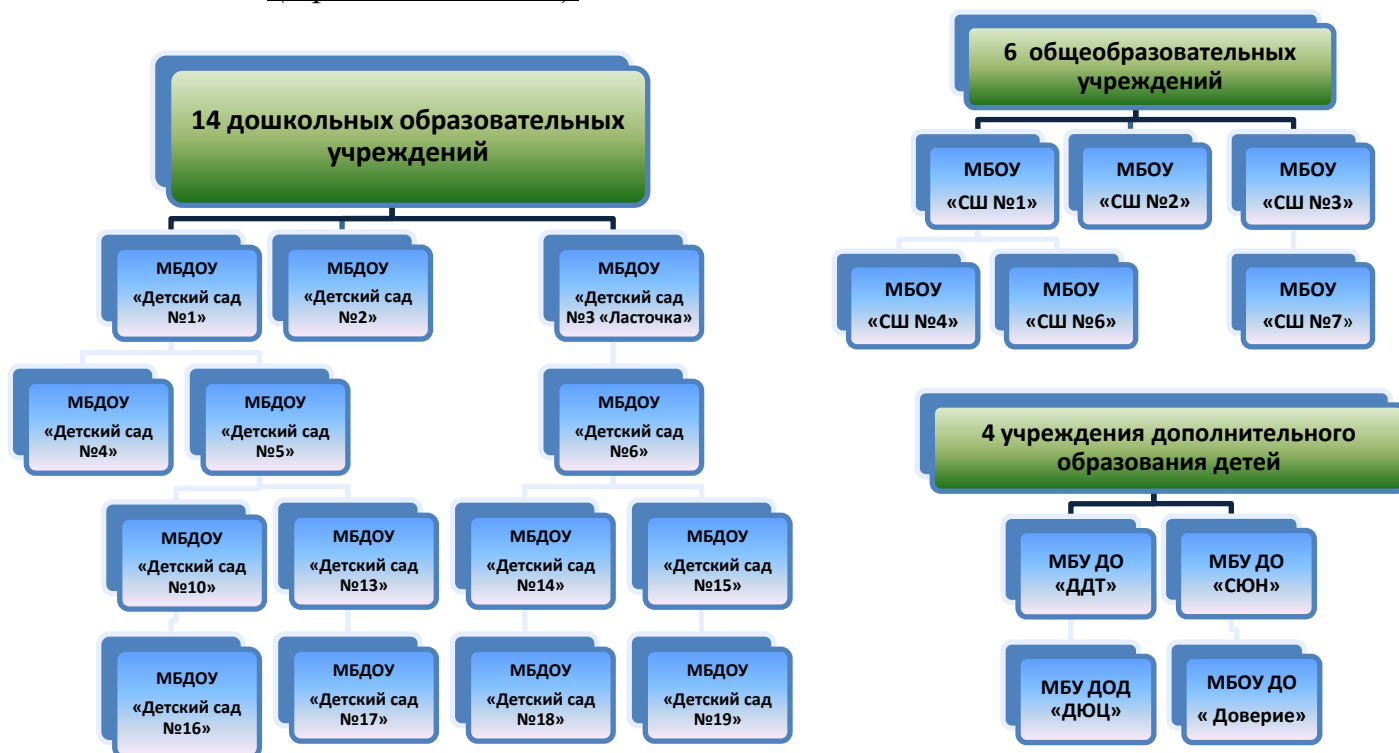 14 дошкольных образовательных
учреждений
МБДОУ
«Детский сад
№1»
МБДОУ
«Детский сад
№2»
МБДОУ
«Детский сад
№3 «Ласточка»
МБДОУ
«Детский сад
№4»
МБДОУ
«Детский сад
№5»
МБДОУ
«Детский сад
№6»
МБДОУ
«Детский сад
№10»
МБДОУ
«Детский сад
№13»
МБДОУ
«Детский сад
№14»
МБДОУ
«Детский сад
№15»
МБДОУ
«Детский сад
№16»
МБДОУ
«Детский сад
№17»
МБДОУ
«Детский сад
№18»
МБДОУ
«Детский сад
№19»
6 общеобразовательных
учреждений
МБОУ
«СШ №1»
МБОУ
«СШ №2»
МБОУ
«СШ №3»
МБОУ
«СШ №4»
МБОУ
«СШ №6»
МБОУ
«СШ №7»
4 учреждения дополнительного
образования детей
МБУ ДО
«ДДТ»
МБУ ДО
«СЮН»
МБУ ДОД
«ДЮЦ»
МБОУ ДО
« Доверие»